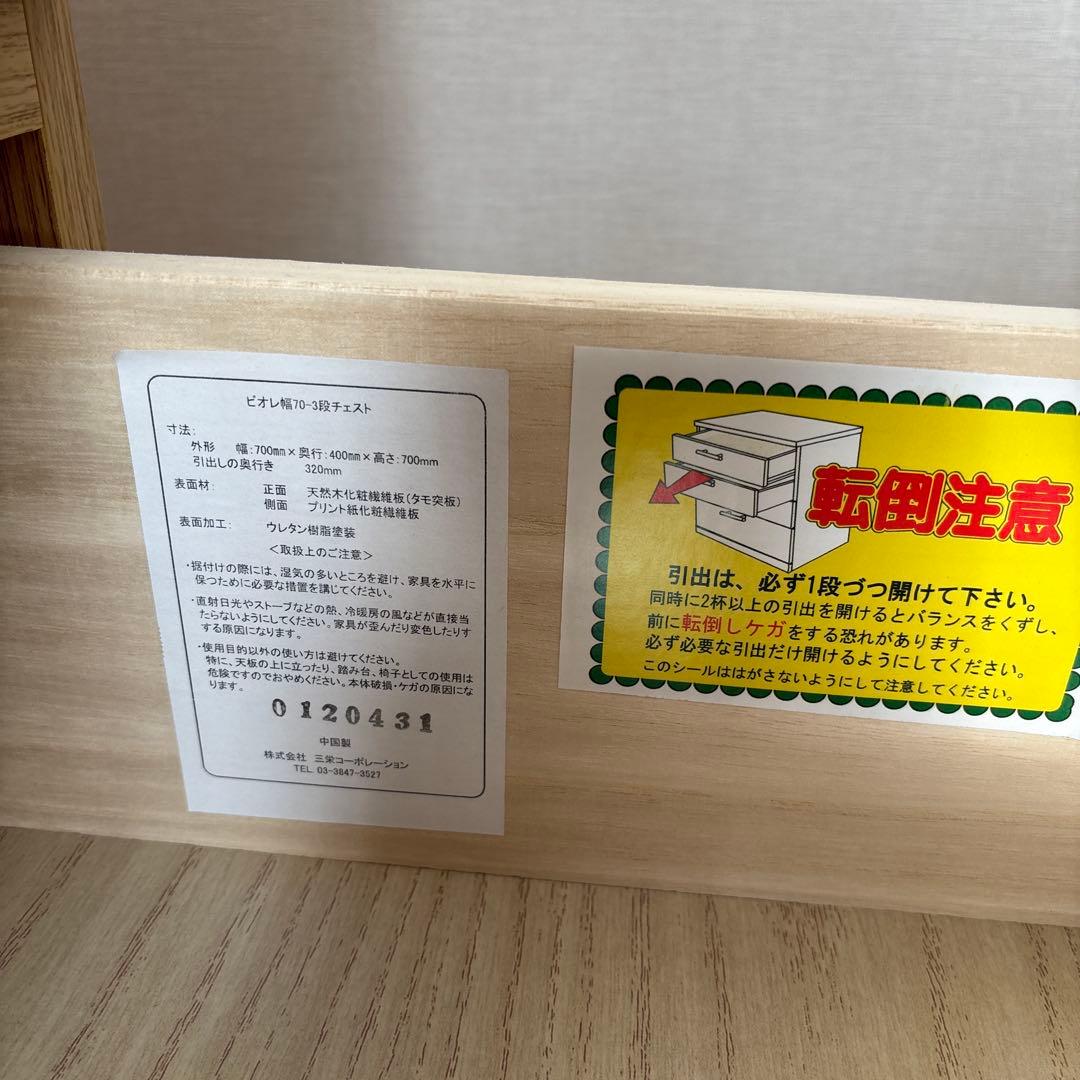 ビオレ幅70-3段チェスト
寸法:
外形 幅:700mm×奥行:400mm×高さ:700mm
引出しの奥行き 320mm
表面材: 正面 天然木化粧繊維板(タモ突板)
側面 プリント紙化粧繊維板
表面加工: ウレタン樹脂塗装
<取扱上のご注意>
・据付けの際には、湿気の多いところを避け、家具を水平に
保つために必要な措置を講じてください。
・直射日光やストーブなどの熱、冷暖房の風などが直接当
たらないようにしてください。家具が歪んだり変色したりす
する原因になります。
・使用目的以外の使い方は避けてください。
特に、天板の上に立ったり、踏み台、椅子としての使用は
危険ですのでおやめください。本体破損・ケガの原因にな
ります。
0120431
中国製
株式会社 三栄コーポレーション
TEL 03-3847-3527
転倒注意
引出は、必ず1段づつ開けて下さい。
同時に2杯以上の引出を開けるとバランスをくずし、
前に転倒しケガをする恐れがあります。
必ず必要な引出だけ開けるようにしてください。
このシールははがさないようにして注意してください。